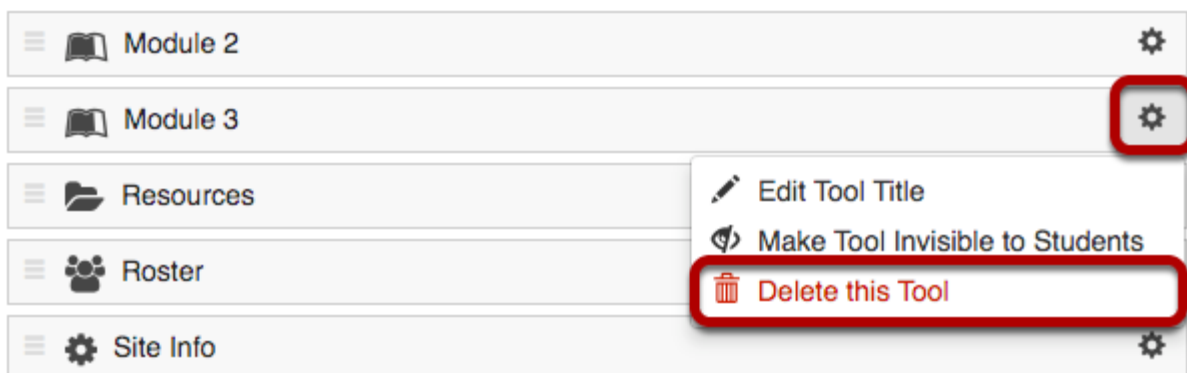 Module 2
Module 3
Resources
Edit Tool Title
Make Tool Invisible to Students
Roster
Delete this Tool
Site Info